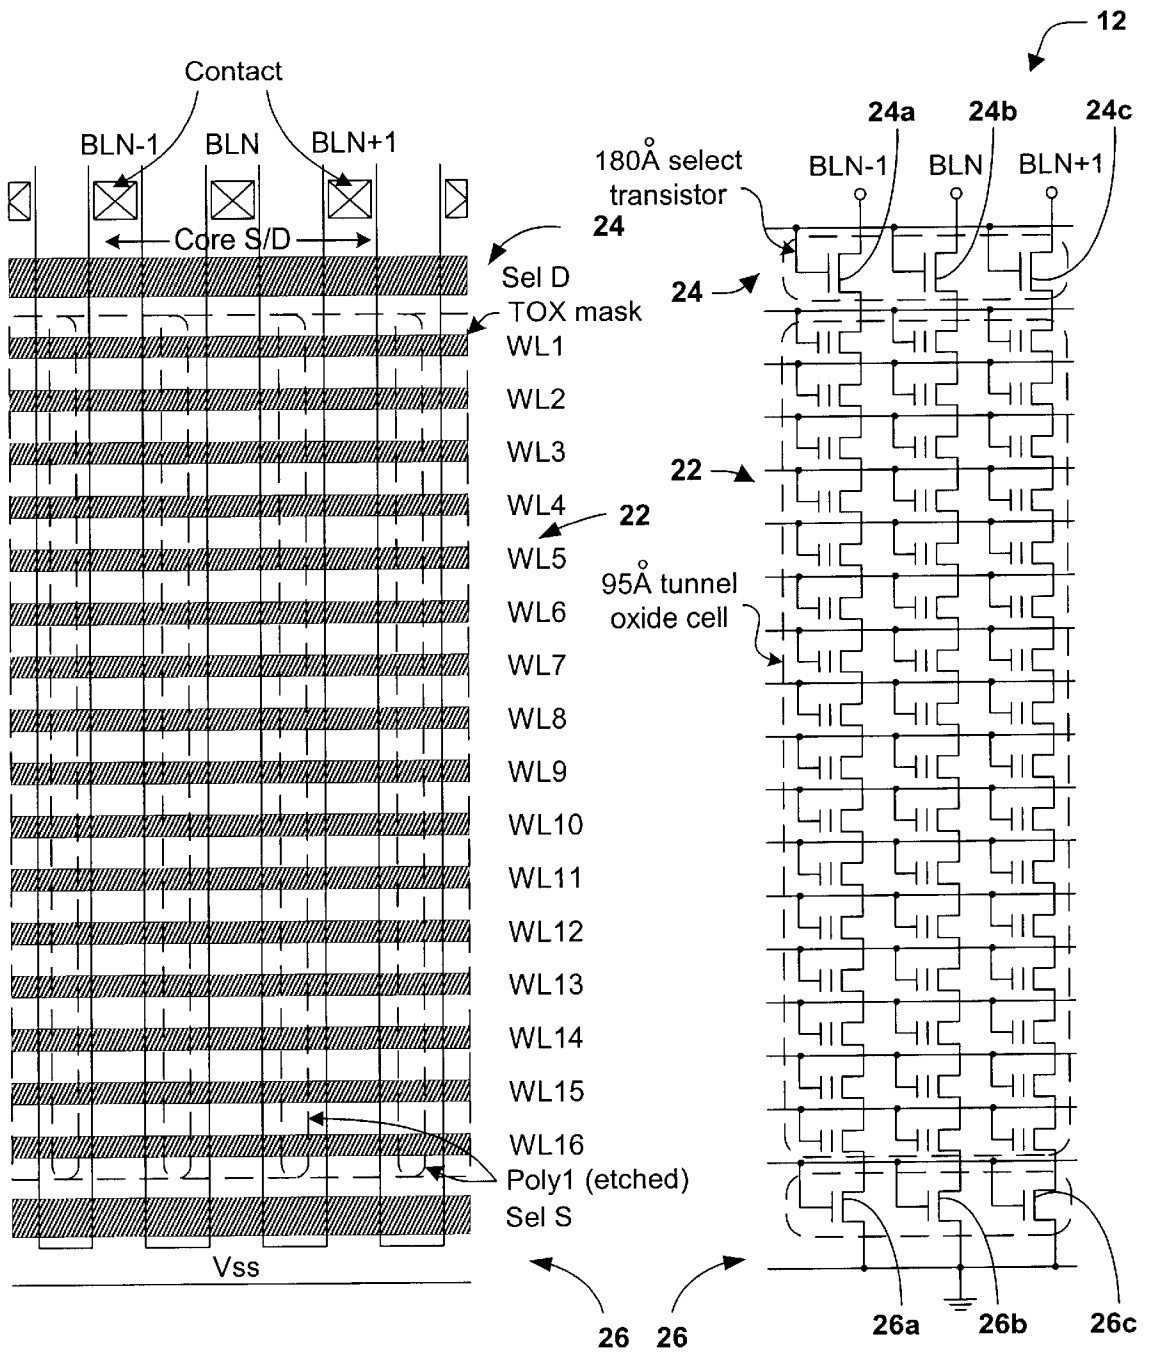 12
Contact
BLN-1
BLN
BLN+1
Core S/D
24
Sel D
TOX mask
WL1
WL2
WL3
WL4
22
WL5
WL6
WL7
WL8
WL9
WL10
WL11
WL12
WL13
WL14
WL15
WL16
Poly1 (etched)
Sel S
Vss
26
24a
24b
24c
180Å select
transistor
BLN-1
BLN
BLN+1
24
22
95Å tunnel
oxide cell
26
26a
26b
26c